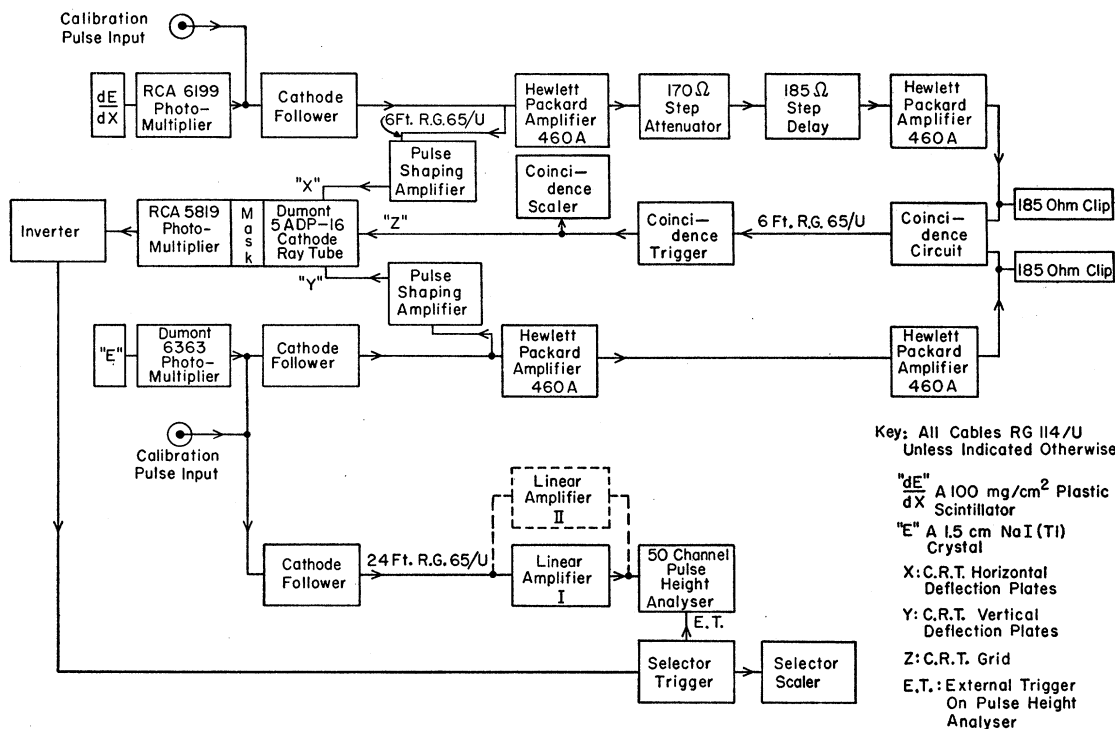 Calibration
Pulse Input
dE
dX
RCA 6199
Photo-
Multiplier
Cathode
Follower
6Ft. R.G.65/U
Hewlett
Packard
Amplifier
460A
170Ω
Step
Attenuator
185Ω
Step
Delay
Hewlett
Packard
Amplifier
460A
Pulse
Shaping
Amplifier
Coinci-
dence
Scaler
185 Ohm Clip
"X"
Inverter
RCA 5819
Photo-
Multiplier
Mask
Dumont
5ADP-16
Cathode
Ray Tube
"Z"
Coinci-
dence
Trigger
6 Ft. R.G. 65/U
Coinci-
dence
Circuit
185 Ohm Clip
"Y"
Pulse
Shaping
Amplifier
"E"
Dumont
6363
Photo-
Multiplier
Cathode
Follower
Hewlett
Packard
Amplifier
460A
Hewlett
Packard
Amplifier
460A
Calibration
Pulse Input
Linear
Amplifier
II
Cathode
Follower
24Ft. R.G. 65/U
Linear
Amplifier
I
50 Channel
Pulse
Height
Analyser
E.T.
Selector
Trigger
Selector
Scaler
Key: All Cables RG 114/U
Unless Indicated Otherwise
"dE"
dX A 100 mg/cm² Plastic
Scintillator
"E" A 1.5 cm NaI(Tl)
Crystal
X: C.R.T. Horizontal
Deflection Plates
Y: C.R.T. Vertical
Deflection Plates
Z: C.R.T. Grid
E.T.: External Trigger
On Pulse Height
Analyser